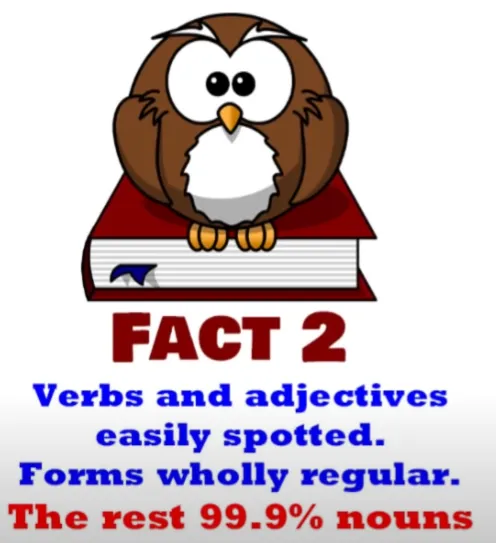 FACT 2
Verbs and adjectives
easily spotted.
Forms wholly regular.
The rest 99.9% nouns